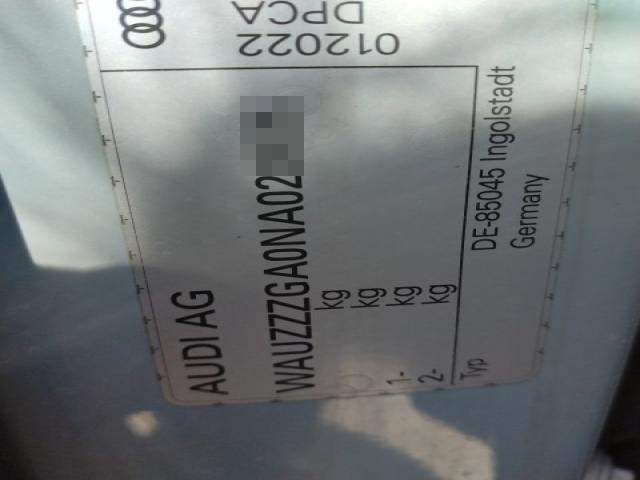 AUDI AG
WAUZZZGA0NA02
kg
kg
1- kg
2- kg
Typ
DE-85045 Ingolstadt
Germany
012022
DPCA